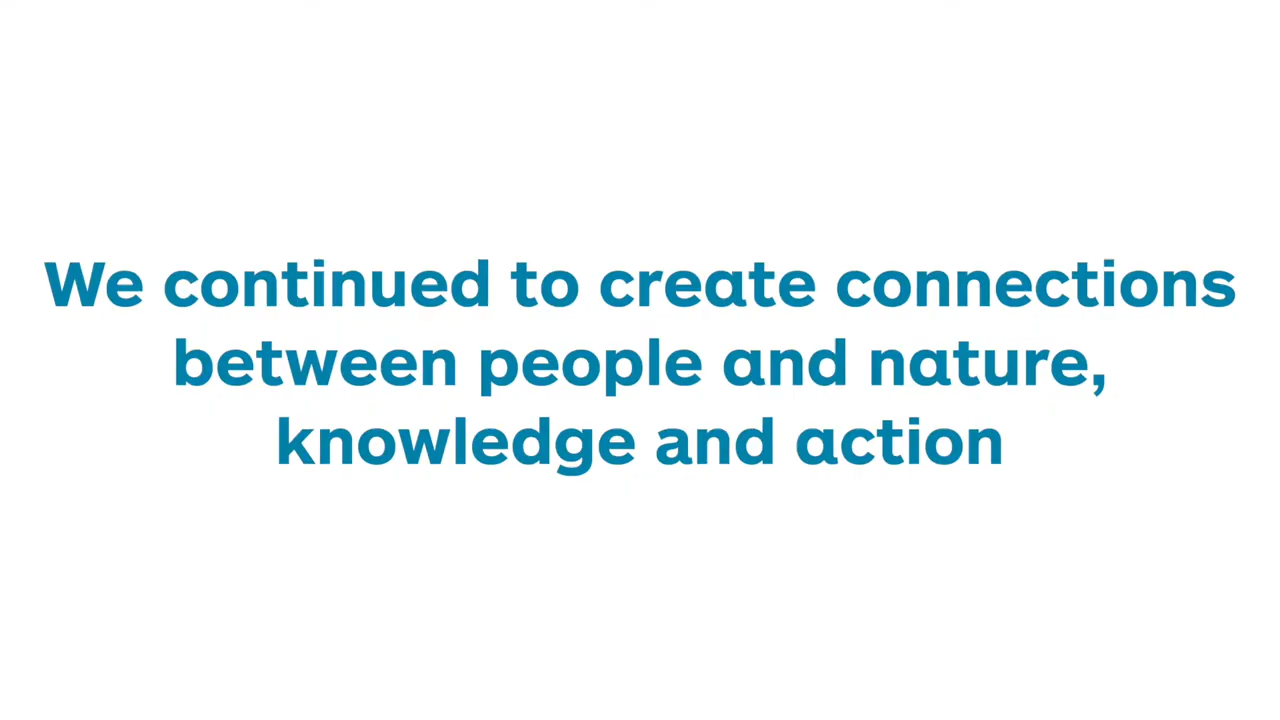 We continued to create connections
between people and nature,
knowledge and action